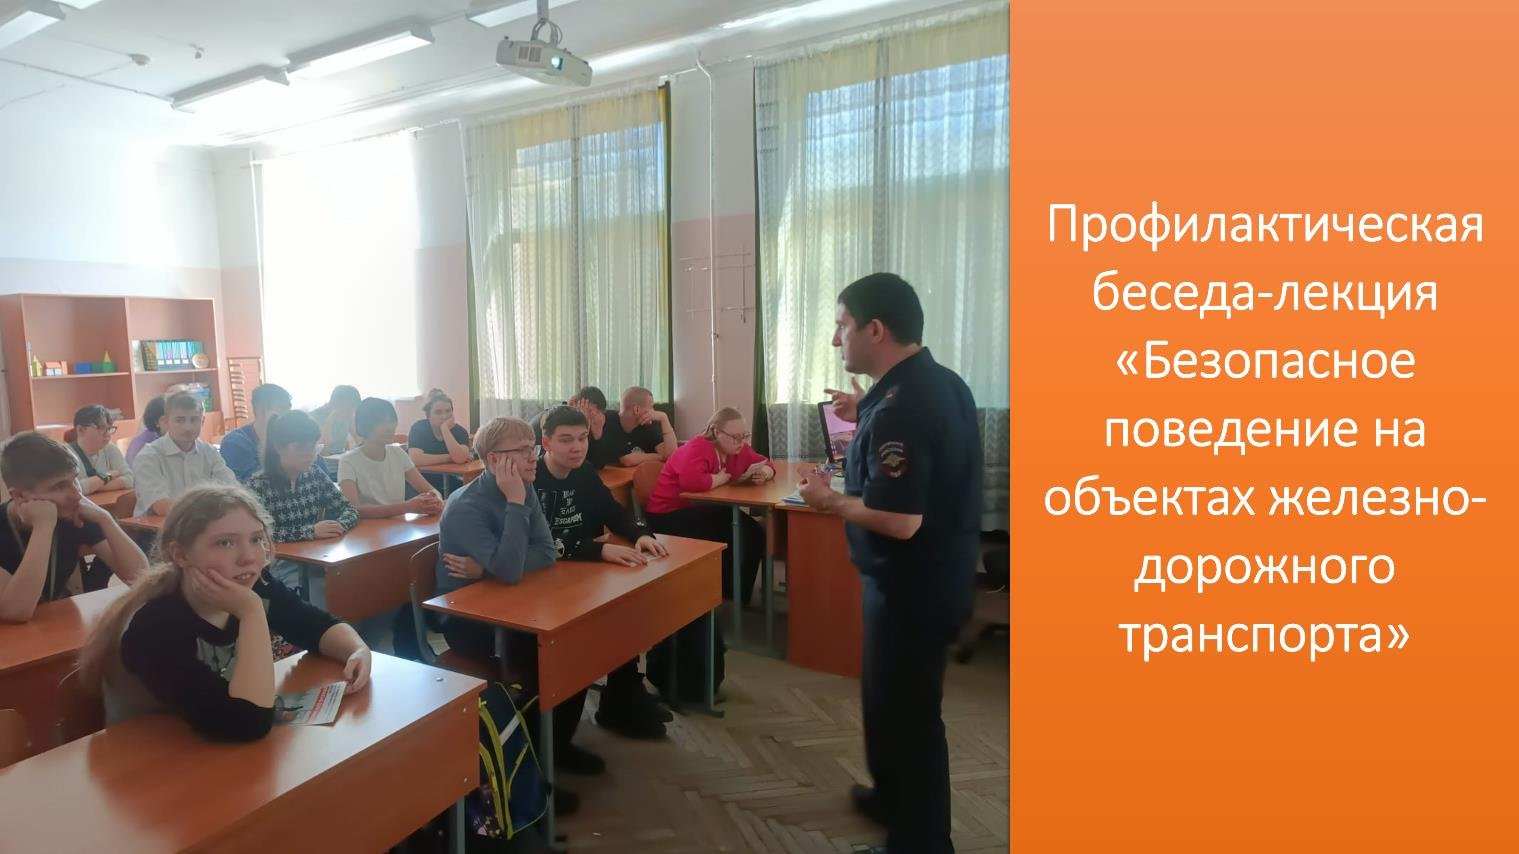 Профилактическая
беседа-лекция
«Безопасное
поведение на
объектах железно-
дорожного
транспорта»